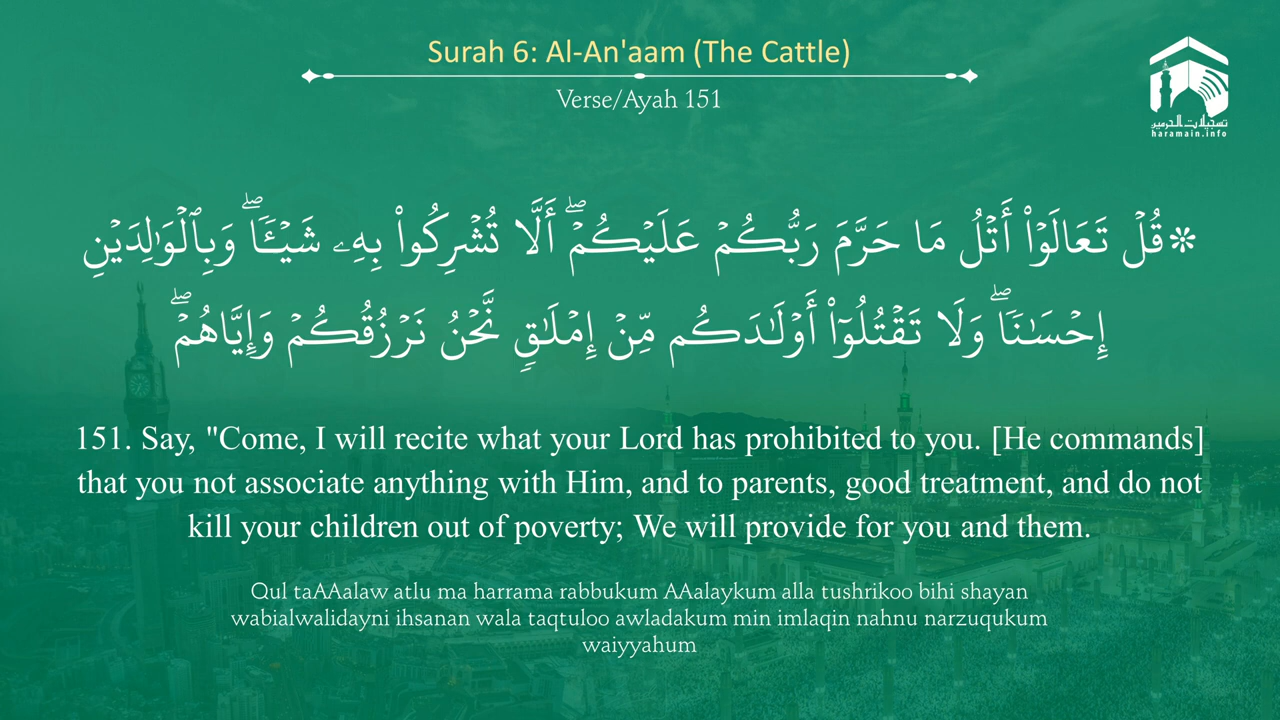 Surah 6: Al-An'aam (The Cattle)
Verse/Ayah 151
تسجيلات الحرمين
haramain.info
۞ قُلۡ تَعَالَوۡاْ أَتۡلُ مَا حَرَّمَ رَبُّكُمۡ عَلَيۡكُمۡۖ أَلَّا تُشۡرِكُواْ بِهِۦ شَيۡـٔٗاۖ وَبِٱلۡوَٰلِدَيۡنِ
إِحۡسَٰنٗاۖ وَلَا تَقۡتُلُوٓاْ أَوۡلَٰدَكُم مِّنۡ إِمۡلَٰقٖ نَّحۡنُ نَرۡزُقُكُمۡ وَإِيَّاهُمۡۖ
151. Say, "Come, I will recite what your Lord has prohibited to you. [He commands]
that you not associate anything with Him, and to parents, good treatment, and do not
kill your children out of poverty; We will provide for you and them.
Qul taAAalaw atlu ma harrama rabbukum AAalaykum alla tushrikoo bihi shayan
wabialwalidayni ihsanan wala taqtuloo awladakum min imlaqin nahnu narzuqukum
waiyyahum